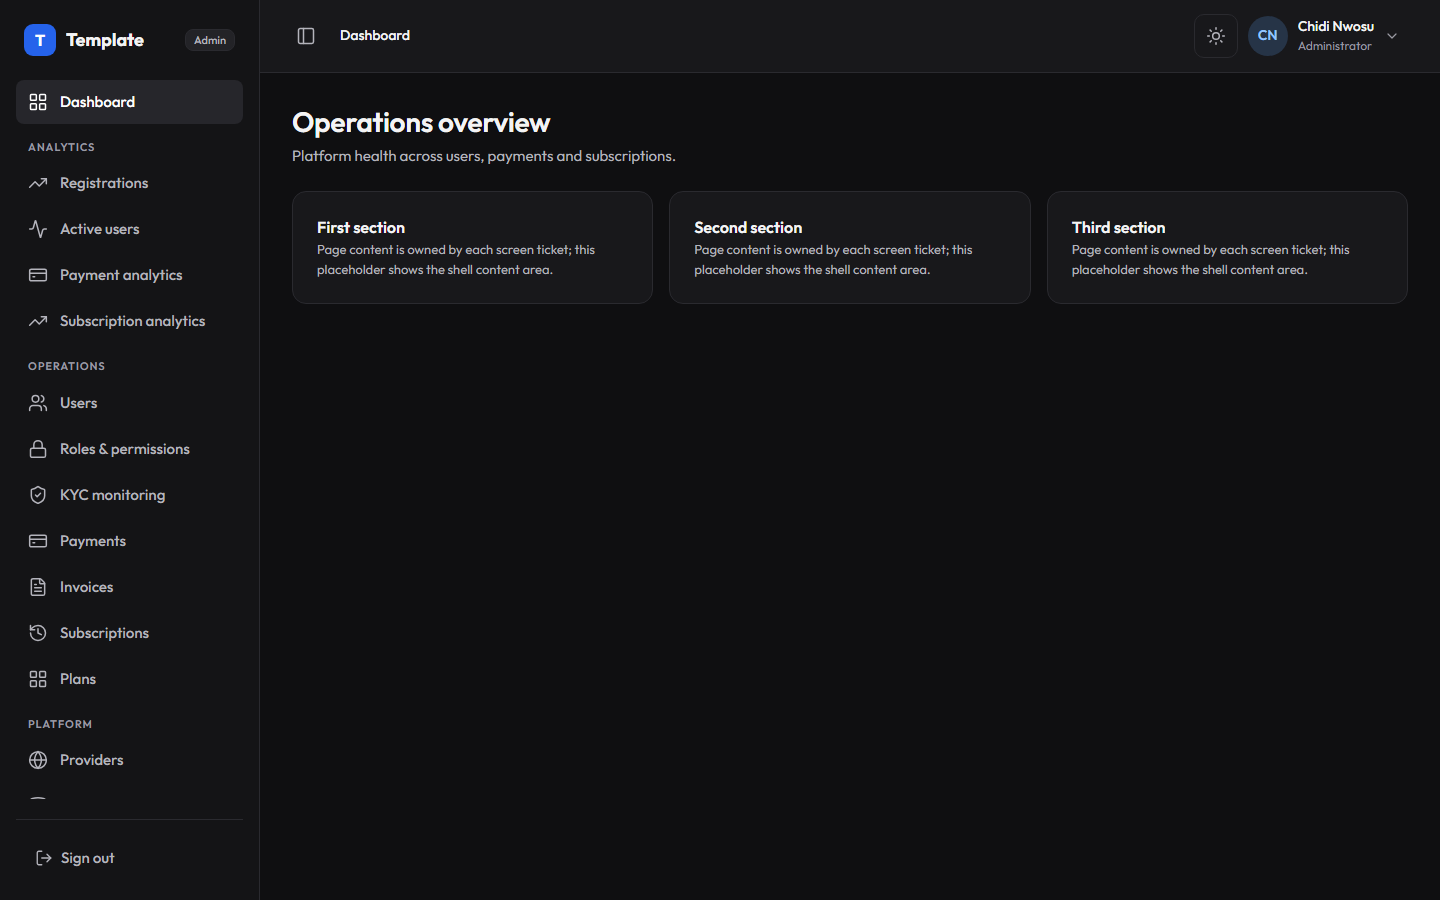 T Template Admin
Dashboard
ANALYTICS
Registrations
Active users
Payment analytics
Subscription analytics
OPERATIONS
Users
Roles & permissions
KYC monitoring
Payments
Invoices
Subscriptions
Plans
PLATFORM
Providers
Sign out
Dashboard
CN
Chidi Nwosu
Administrator
Operations overview
Platform health across users, payments and subscriptions.
First section
Page content is owned by each screen ticket; this
placeholder shows the shell content area.
Second section
Page content is owned by each screen ticket; this
placeholder shows the shell content area.
Third section
Page content is owned by each screen ticket; this
placeholder shows the shell content area.